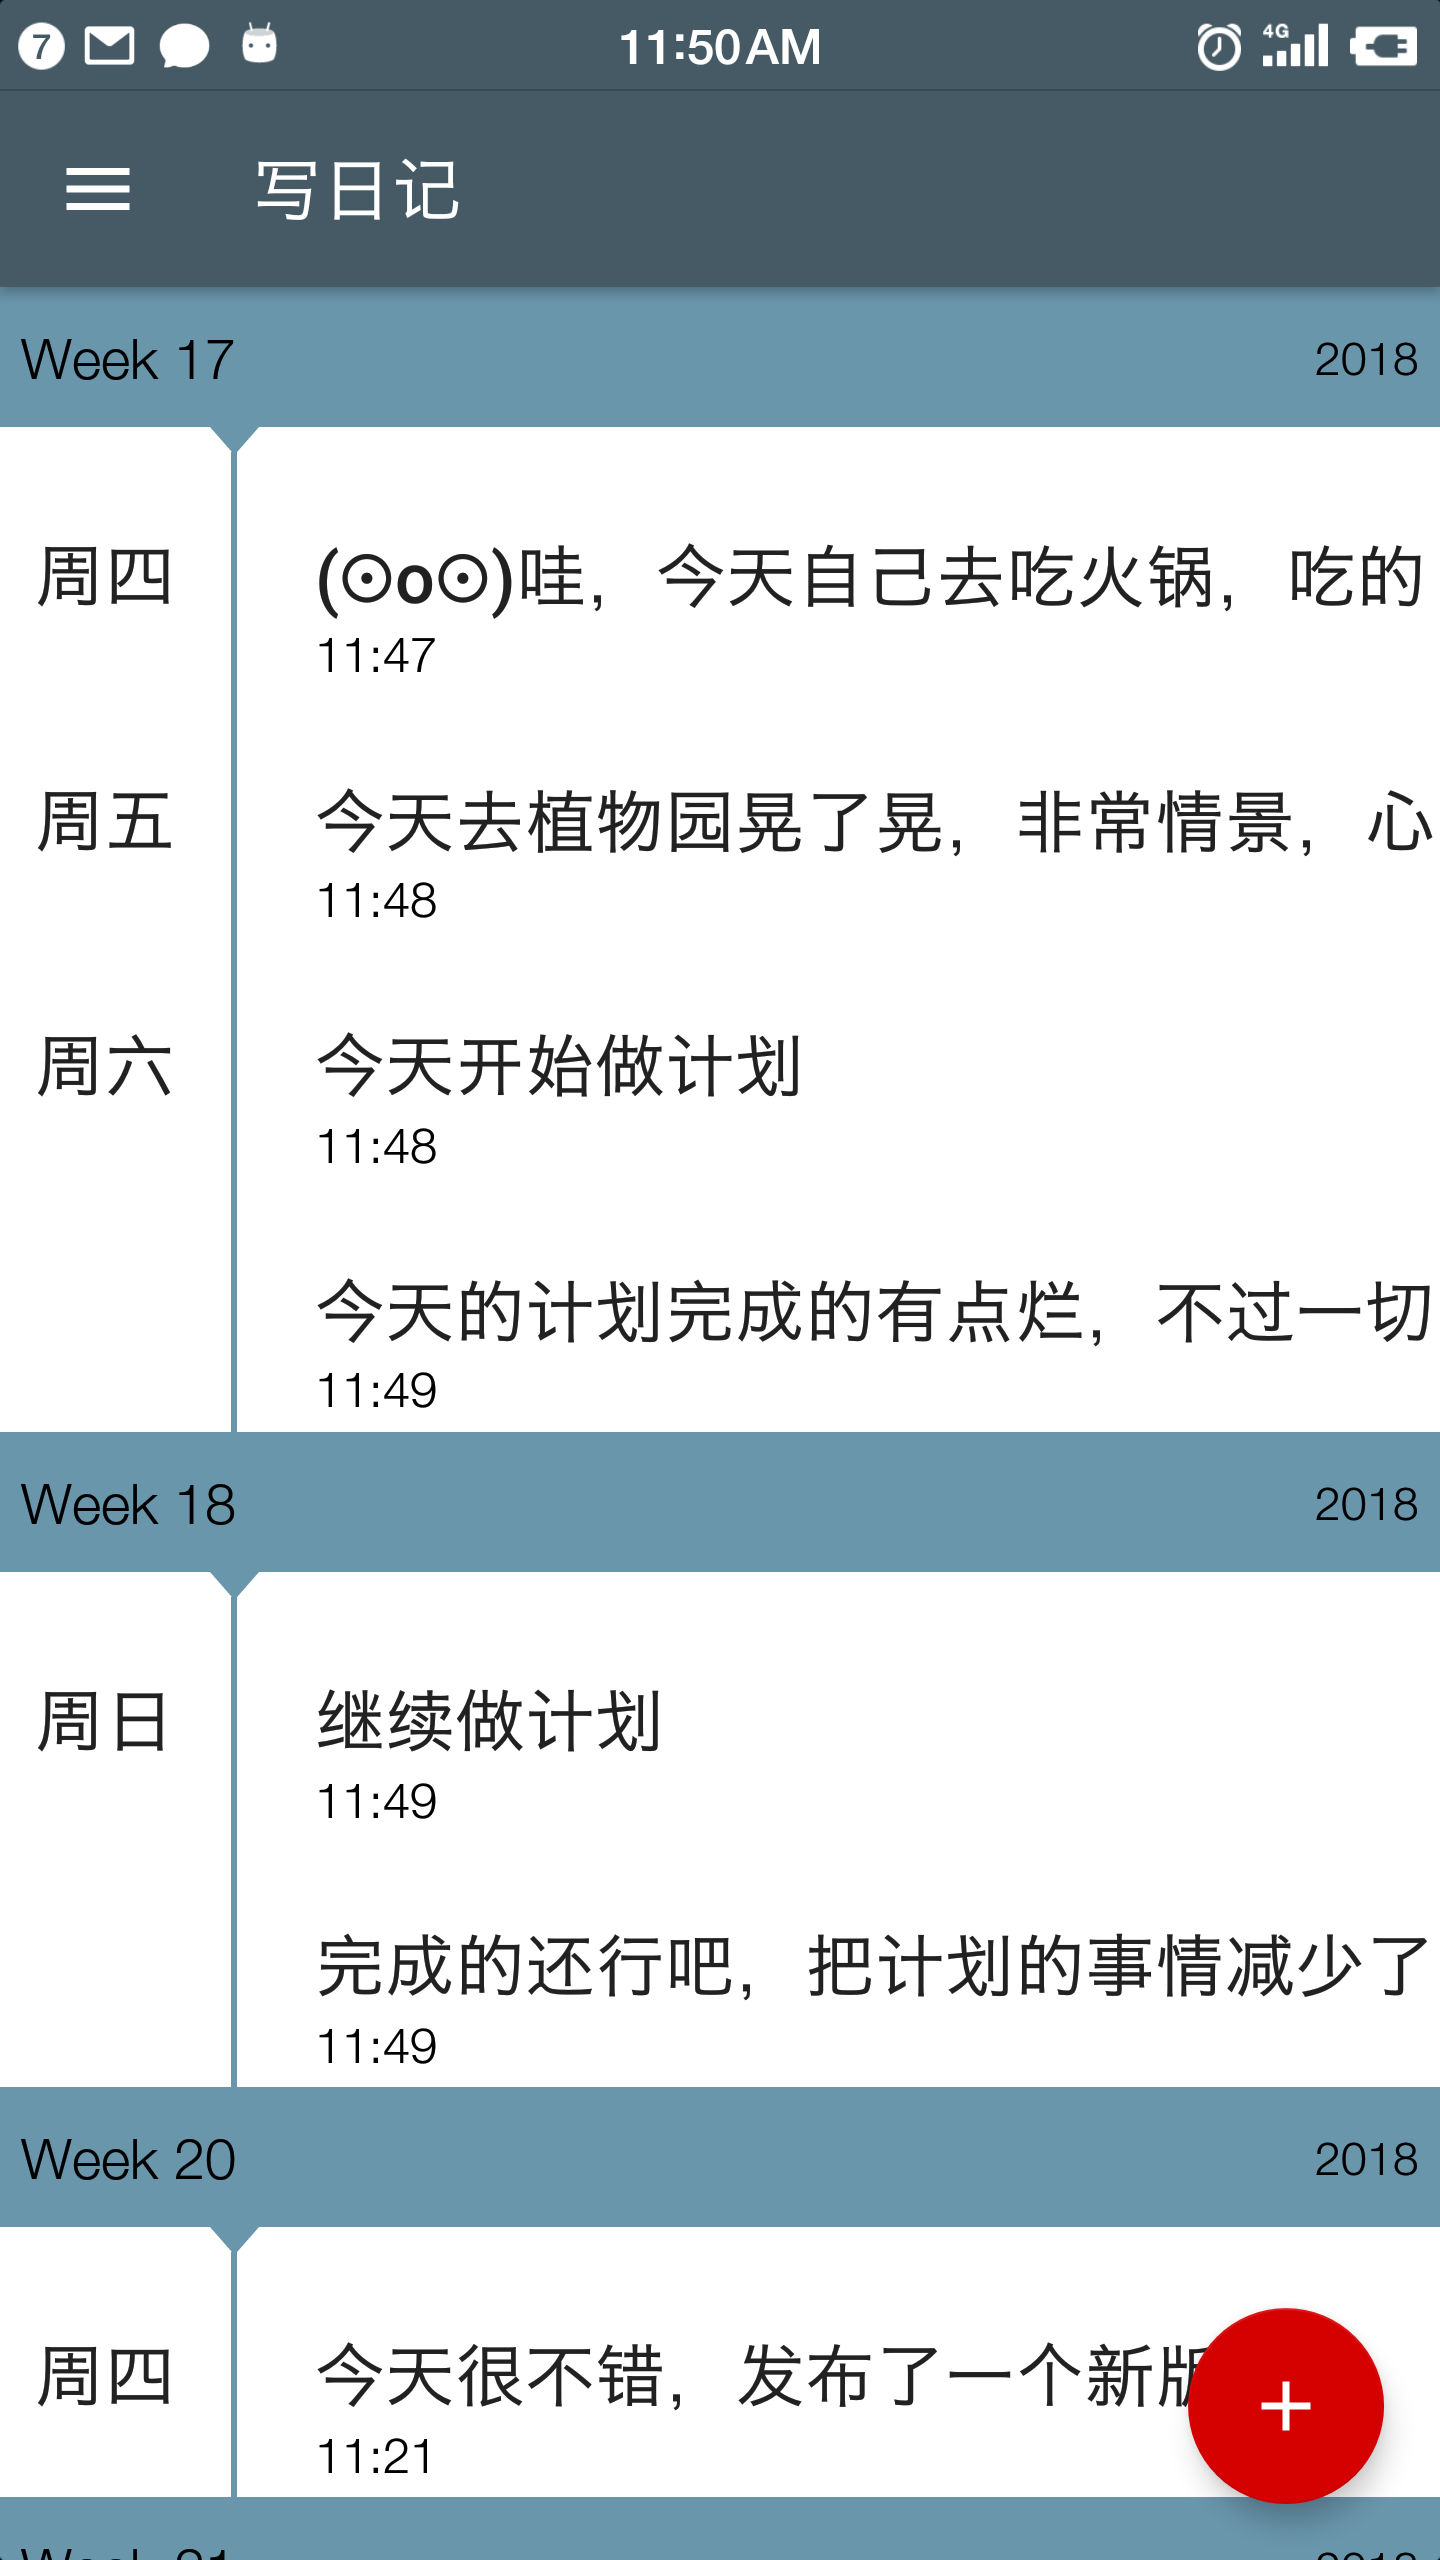 7
11:50AM
4G
写日记
Week 17
2018
周四
(⊙o⊙)哇，今天自己去吃火锅，吃的
11:47
周五
今天去植物园晃了晃，非常情景，心
11:48
周六
今天开始做计划
11:48
今天的计划完成的有点烂，不过一切
11:49
Week 18
2018
周日
继续做计划
11:49
完成的还行吧，把计划的事情减少了
11:49
Week 20
2018
周四
今天很不错，发布了一个新版
11:21
Week 21
2018